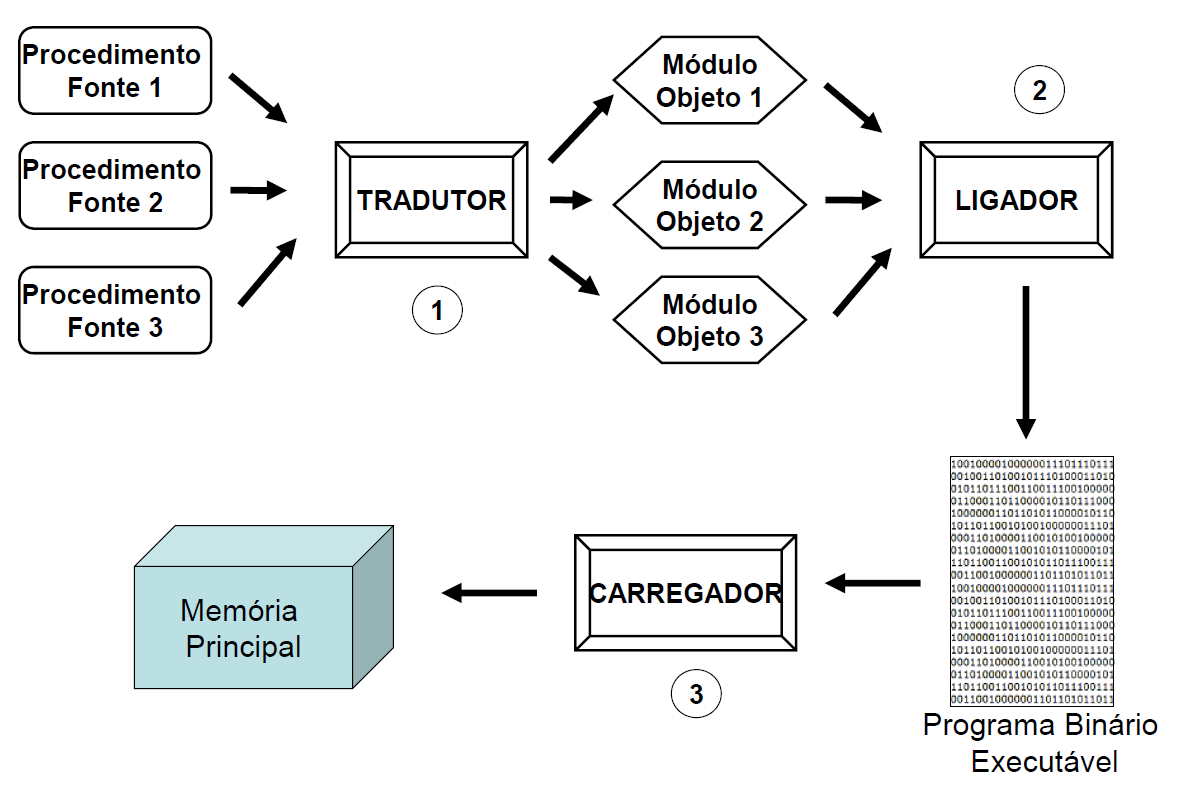 Procedimento
Fonte 1
Procedimento
Fonte 2
Procedimento
Fonte 3
TRADUTOR
1
Módulo
Objeto 1
Módulo
Objeto 2
Módulo
Objeto 3
2
LIGADOR
Programa Binário
Executável
CARREGADOR
3
Memória
Principal